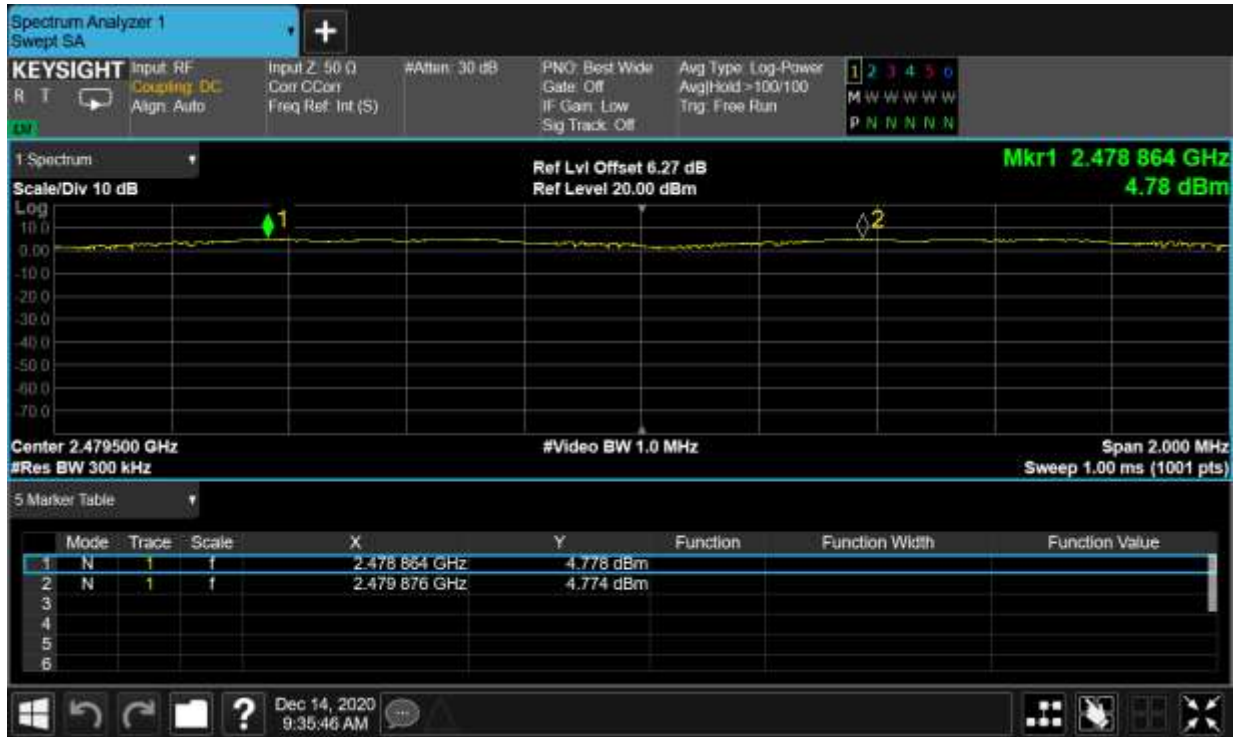 Spectrum Analyzer 1
Swept SA
+
KEYSIGHT Input: RF Input Z: 50 Ω #Atten: 30 dB PNO: Best Wide Avg Type: Log-Power 1 2 3 4 5 6
R T Coupling: DC Corr CCorr Gate: Off Avg|Hold:>100/100 M W W W W W
Align: Auto Freq Ref: Int (S) IF Gain: Low Trig: Free Run
Sig Track: Off P N N N N N
1 Spectrum Ref Lvl Offset 6.27 dB Mkr1 2.478 864 GHz
Scale/Div 10 dB Ref Level 20.00 dBm 4.78 dBm
Log
1 2
10.0
0.00
-10.0
-20.0
-30.0
-40.0
-50.0
-60.0
-70.0
Center 2.479500 GHz #Video BW 1.0 MHz Span 2.000 MHz
#Res BW 300 kHz Sweep 1.00 ms (1001 pts)
5 Marker Table
Mode Trace Scale X Y Function Function Width Function Value
1 N 1 f 2.478 864 GHz 4.778 dBm
2 N 1 f 2.479 876 GHz 4.774 dBm
3
4
5
6
? Dec 14, 2020
9:35:46 AM